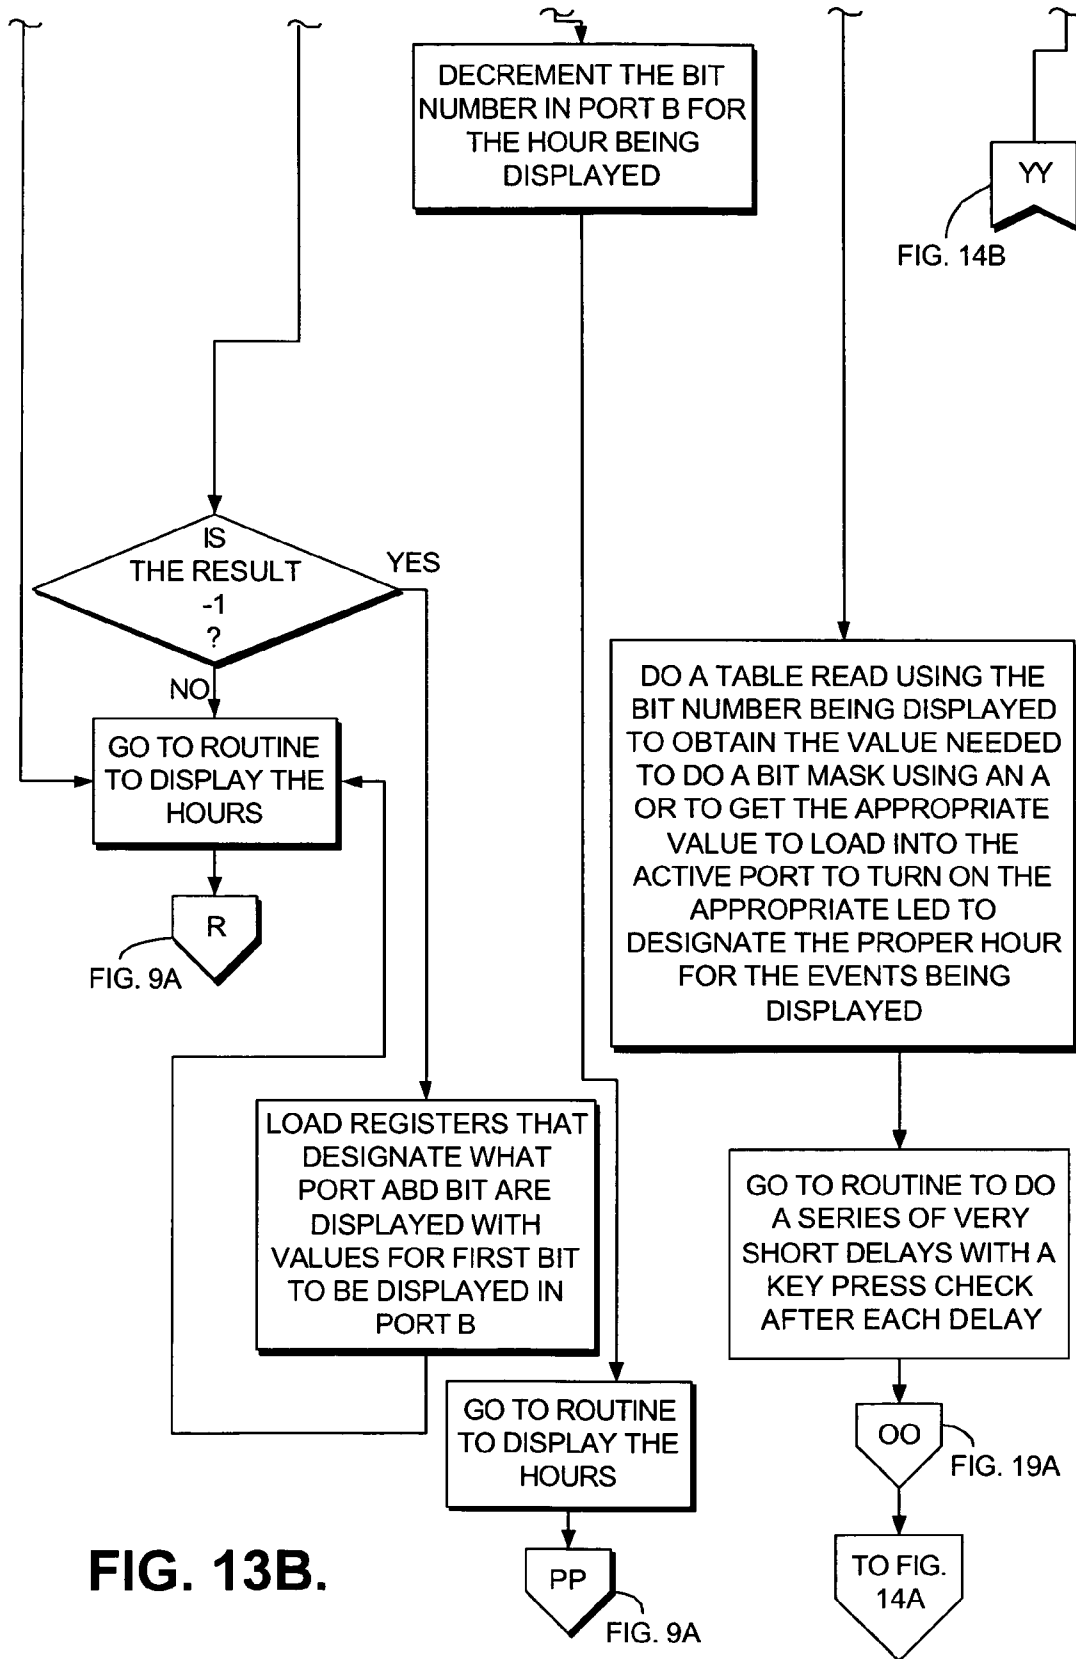 DECREMENT THE BIT
NUMBER IN PORT B FOR
THE HOUR BEING
DISPLAYED
YY
FIG. 14B
IS
THE RESULT
-1
?
YES
NO
GO TO ROUTINE
TO DISPLAY THE
HOURS
R
FIG. 9A
DO A TABLE READ USING THE
BIT NUMBER BEING DISPLAYED
TO OBTAIN THE VALUE NEEDED
TO DO A BIT MASK USING AN A
OR TO GET THE APPROPRIATE
VALUE TO LOAD INTO THE
ACTIVE PORT TO TURN ON THE
APPROPRIATE LED TO
DESIGNATE THE PROPER HOUR
FOR THE EVENTS BEING
DISPLAYED
LOAD REGISTERS THAT
DESIGNATE WHAT
PORT ABD BIT ARE
DISPLAYED WITH
VALUES FOR FIRST BIT
TO BE DISPLAYED IN
PORT B
GO TO ROUTINE TO DO
A SERIES OF VERY
SHORT DELAYS WITH A
KEY PRESS CHECK
AFTER EACH DELAY
GO TO ROUTINE
TO DISPLAY THE
HOURS
OO
FIG. 19A
PP
FIG. 9A
TO FIG.
14A
FIG. 13B.